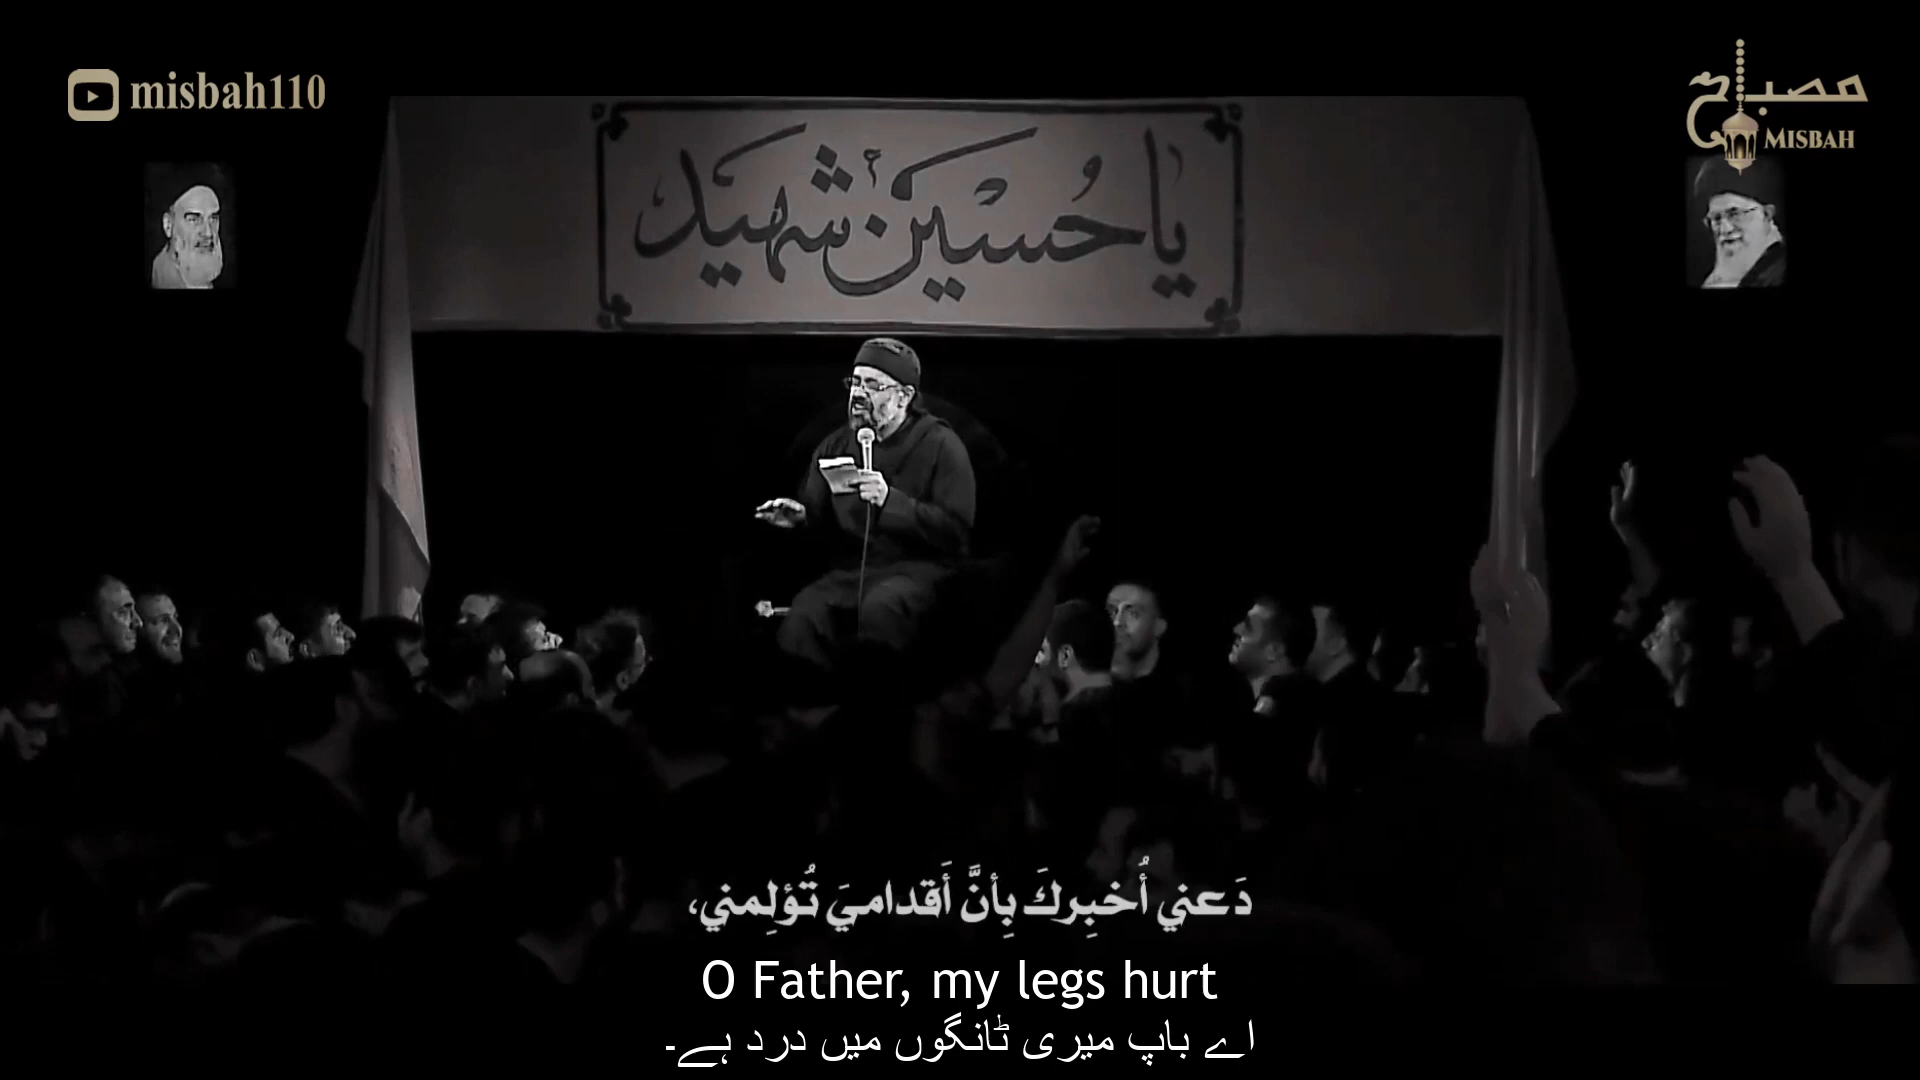 misbah110
مصباح
MISBAH
يا حُسَيْن شهيد
دَعني أُخبِركَ بِأنَّ أَقداميَ تُؤلِمني،
O Father, my legs hurt
اے باپ میری ٹانگوں میں درد ہے۔